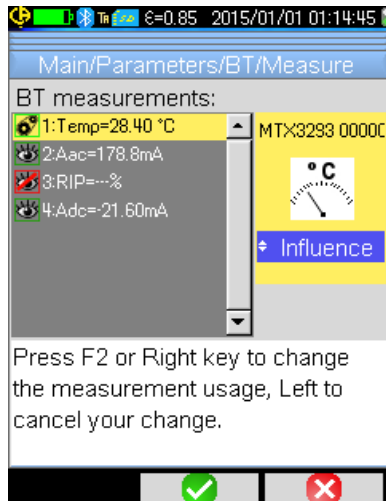 ε=0.85 2015/01/01 01:14:45
Main/Parameters/BT/Measure
BT measurements:
1:Temp=28.40 °C
2:Aac=178.8mA
3:RIP=---%
4:Adc=-21.60mA
MTX3293 00000
°C
Influence
Press F2 or Right key to change
the measurement usage, Left to
cancel your change.